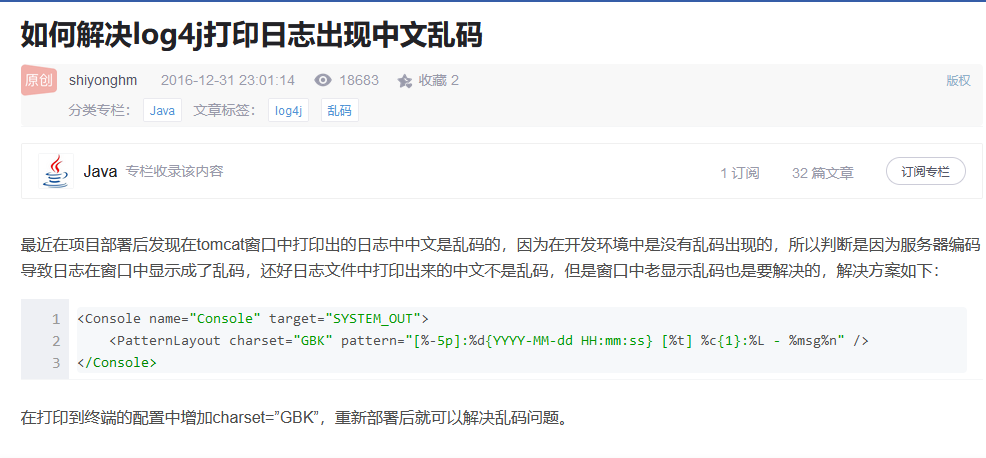 如何解决log4j打印日志出现中文乱码
原创 shiyonghm 2016-12-31 23:01:14 18683 收藏 2 版权
分类专栏： Java 文章标签： log4j 乱码
Java 专栏收录该内容 1 订阅 32 篇文章 订阅专栏
最近在项目部署后发现在tomcat窗口中打印出的日志中中文是乱码的，因为在开发环境中是没有乱码出现的，所以判断是因为服务器编码
导致日志在窗口中显示成了乱码，还好日志文件中打印出来的中文不是乱码，但是窗口中老显示乱码也是要解决的，解决方案如下：
1 <Console name="Console" target="SYSTEM_OUT">
2 <PatternLayout charset="GBK" pattern="[%-5p]:%d{YYYY-MM-dd HH:mm:ss} [%t] %c{1}:%L - %msg%n" />
3 </Console>
在打印到终端的配置中增加charset=”GBK”，重新部署后就可以解决乱码问题。